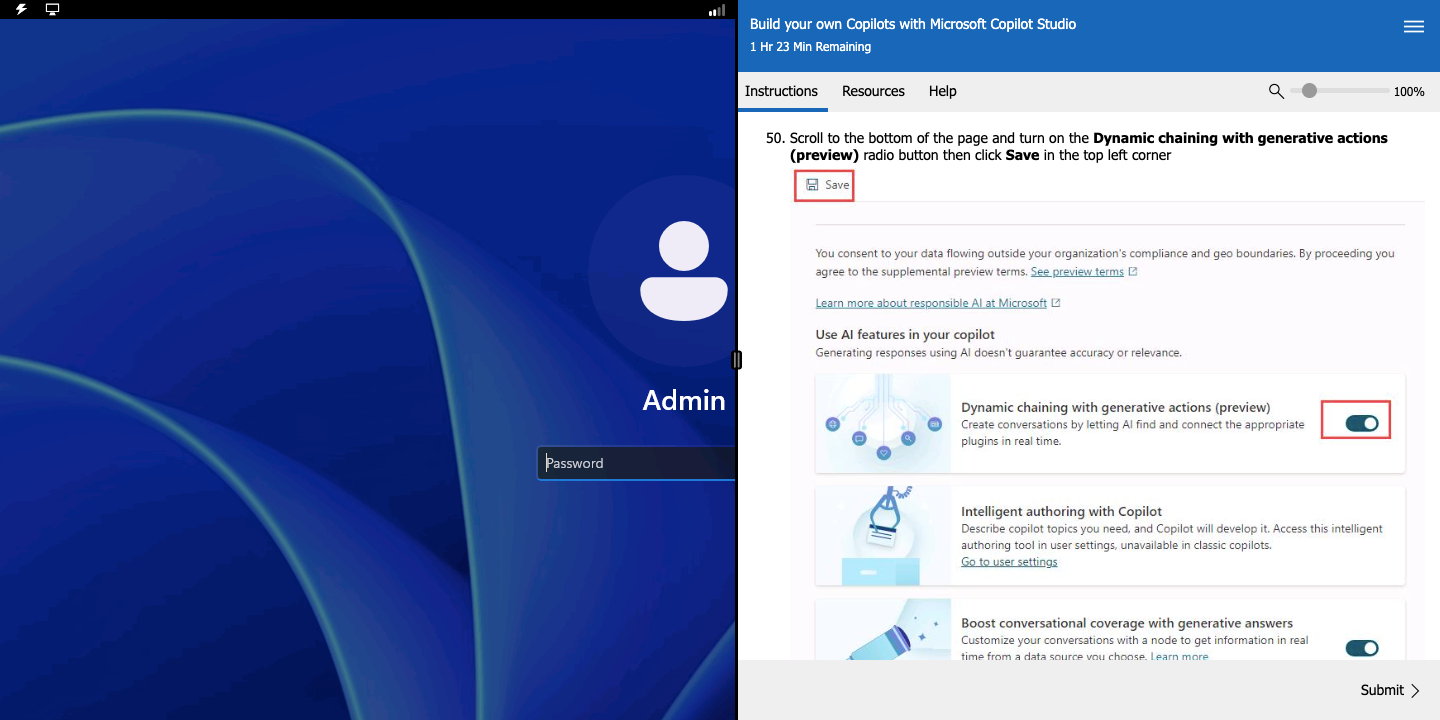 Build your own Copilots with Microsoft Copilot Studio
1 Hr 23 Min Remaining
Instructions Resources Help 100%
Admin
Password
50. Scroll to the bottom of the page and turn on the Dynamic chaining with generative actions
(preview) radio button then click Save in the top left corner
Save
You consent to your data flowing outside your organization's compliance and geo boundaries. By proceeding you
agree to the supplemental preview terms. See preview terms
Learn more about responsible AI at Microsoft
Use AI features in your copilot
Generating responses using AI doesn't guarantee accuracy or relevance.
Dynamic chaining with generative actions (preview)
Create conversations by letting AI find and connect the appropriate
plugins in real time.
Intelligent authoring with Copilot
Describe copilot topics you need, and Copilot will develop it. Access this intelligent
authoring tool in user settings, unavailable in classic copilots.
Go to user settings
Boost conversational coverage with generative answers
Customize your conversations with a node to get information in real
time from a data source you choose. Learn more
Submit